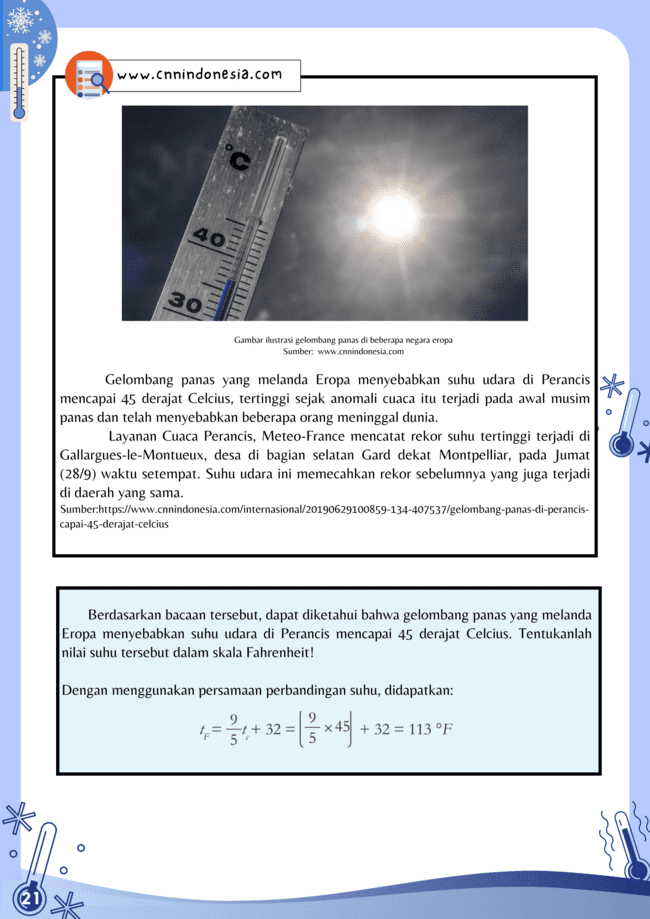 www.cnnindonesia.com
°C
40
30
Gambar ilustrasi gelombang panas di beberapa negara eropa
Sumber: www.cnnindonesia.com
Gelombang panas yang melanda Eropa menyebabkan suhu udara di Perancis
mencapai 45 derajat Celcius, tertinggi sejak anomali cuaca itu terjadi pada awal musim
panas dan telah menyebabkan beberapa orang meninggal dunia.
Layanan Cuaca Perancis, Meteo-France mencatat rekor suhu tertinggi terjadi di
Gallargues-le-Montueux, desa di bagian selatan Gard dekat Montpelliar, pada Jumat
(28/9) waktu setempat. Suhu udara ini memecahkan rekor sebelumnya yang juga terjadi
di daerah yang sama.
Sumber:https://www.cnnindonesia.com/internasional/20190629100859-134-407537/gelombang-panas-di-perancis-
capai-45-derajat-celcius
Berdasarkan bacaan tersebut, dapat diketahui bahwa gelombang panas yang melanda
Eropa menyebabkan suhu udara di Perancis mencapai 45 derajat Celcius. Tentukanlah
nilai suhu tersebut dalam skala Fahrenheit!
Dengan menggunakan persamaan perbandingan suhu, didapatkan:
t_F = 9/5 t_c + 32 = [9/5 × 45] + 32 = 113 °F
21